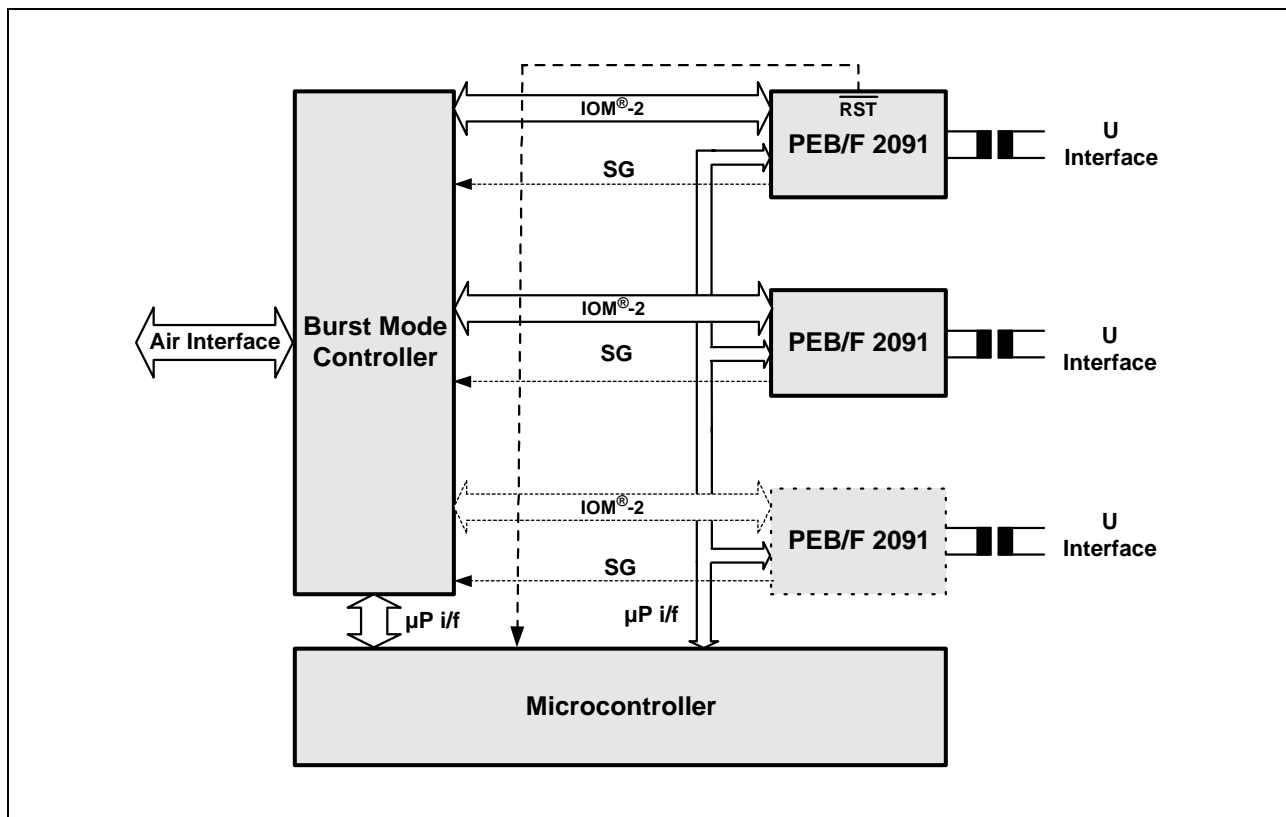 IOM®-2
RST
PEB/F 2091
U
Interface
SG
Air Interface
Burst Mode
Controller
IOM®-2
PEB/F 2091
U
Interface
SG
IOM®-2
PEB/F 2091
U
Interface
SG
µP i/f
µP i/f
Microcontroller